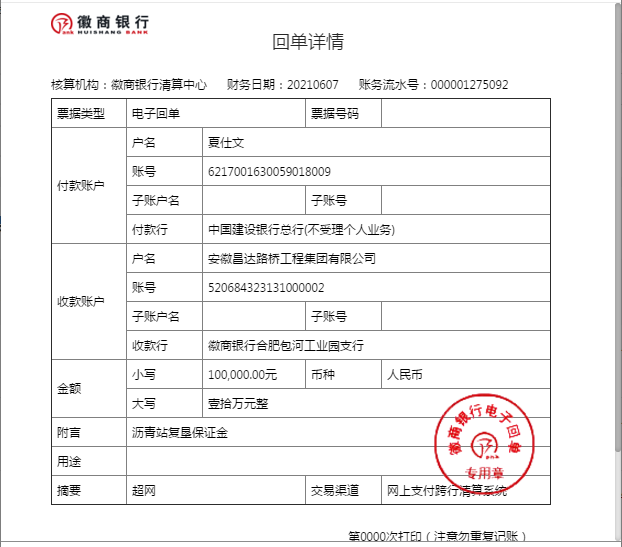 徽商银行
HUISHANG BANK
回单详情
核算机构：徽商银行清算中心 财务日期：20210607 账务流水号：000001275092
票据类型 电子回单 票据号码
付款账户
户名 夏仕文
账号 6217001630059018009
子账户名 子账号
付款行 中国建设银行总行(不受理个人业务)
收款账户
户名 安徽昌达路桥工程集团有限公司
账号 520684323131000002
子账户名 子账号
收款行 徽商银行合肥包河工业园支行
金额
小写 100,000.00元 币种 人民币
大写 壹拾万元整
附言 沥青站复垦保证金
用途
摘要 超网 交易渠道 网上支付跨行清算系统
徽商银行电子回单
专用章
第0000次打印（注意勿重复记账）